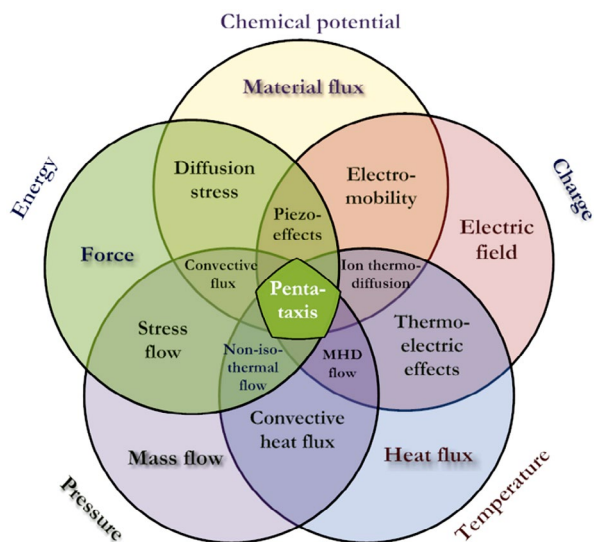 Chemical potential
Material flux
Energy
Charge
Diffusion
stress
Electro-
mobility
Piezo-
effects
Electric
field
Force
Convective
flux
Ion thermo-
diffusion
Penta-
taxis
Stress
flow
Thermo-
electric
effects
Non-iso-
thermal
flow
MHD
flow
Convective
heat flux
Mass flow
Heat flux
Pressure
Temperature